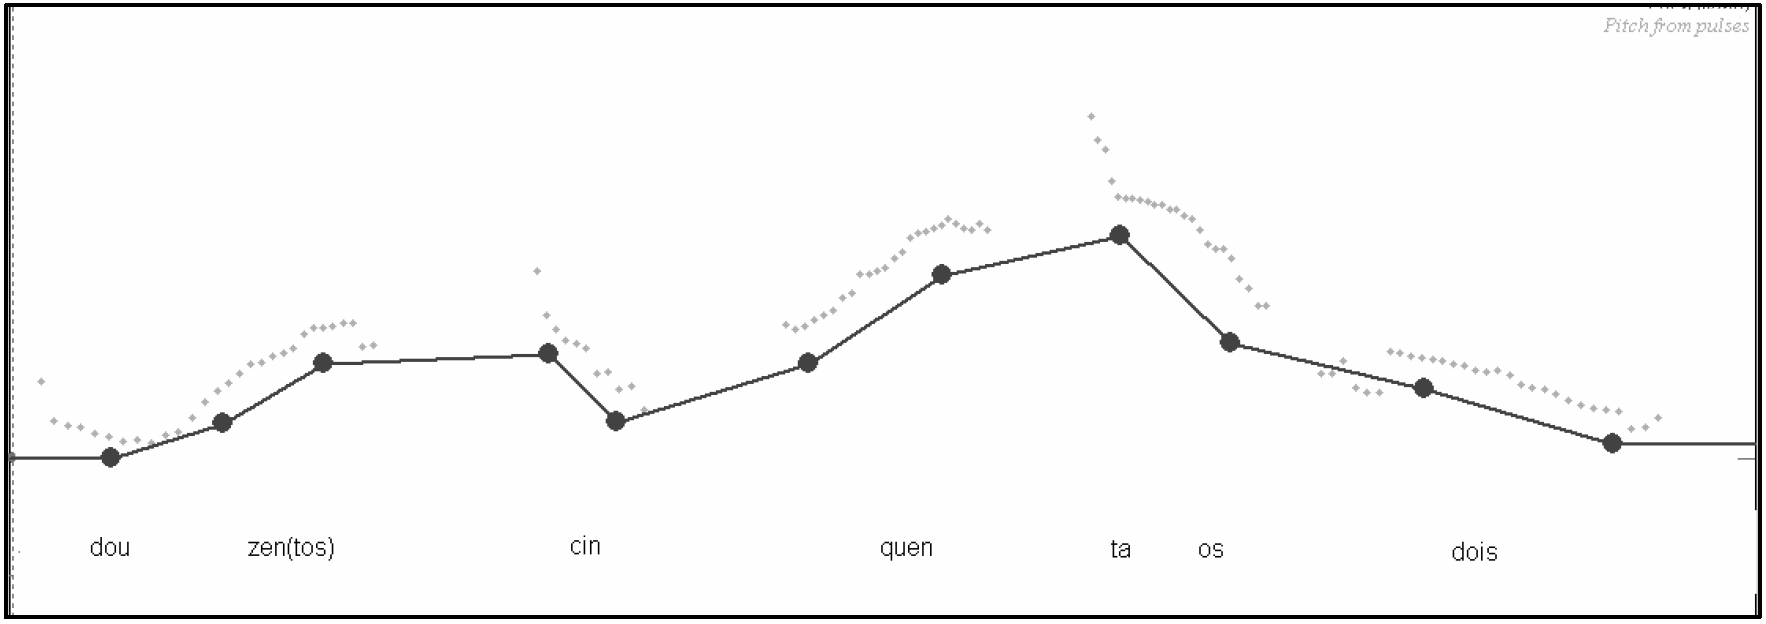 Pitch from pulses
dou zen(tos) cin quen ta os dois